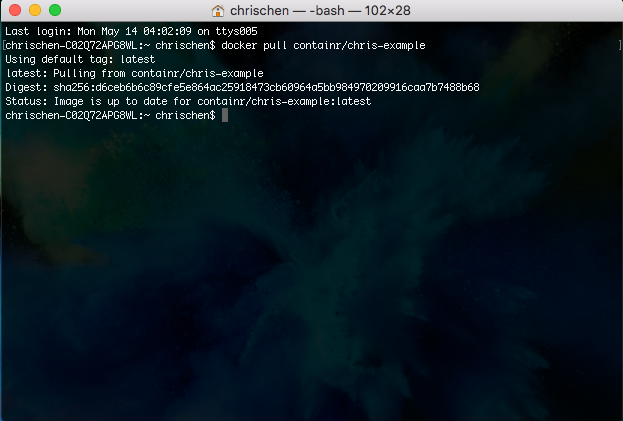 chrischen — -bash — 102×28
Last login: Mon May 14 04:02:09 on ttys005
[chrischen-C02Q72APG8WL:~ chrischen$ docker pull containr/chris-example ]
Using default tag: latest
latest: Pulling from containr/chris-example
Digest: sha256:d6ceb6b6c89cfe5e864ac25918473cb60964a5bb984970209916caa7b7488b68
Status: Image is up to date for containr/chris-example:latest
chrischen-C02Q72APG8WL:~ chrischen$